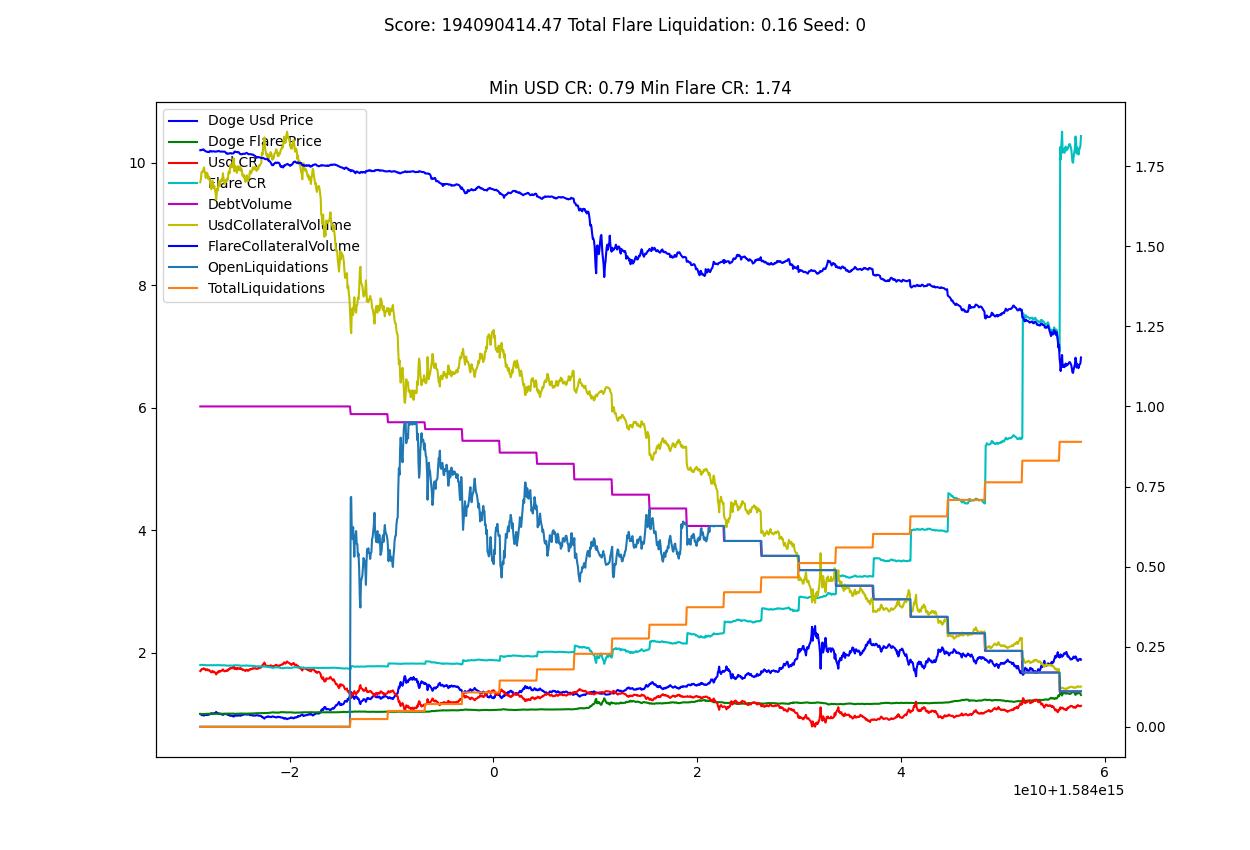 Score: 194090414.47 Total Flare Liquidation: 0.16 Seed: 0
Min USD CR: 0.79 Min Flare CR: 1.74
Doge Usd Price
Doge Flare Price
Usd CR
Flare CR
DebtVolume
UsdCollateralVolume
FlareCollateralVolume
OpenLiquidations
TotalLiquidations
10
8
6
4
2
1.75
1.50
1.25
1.00
0.75
0.50
0.25
0.00
−2
0
2
4
6
1e10+1.584e15